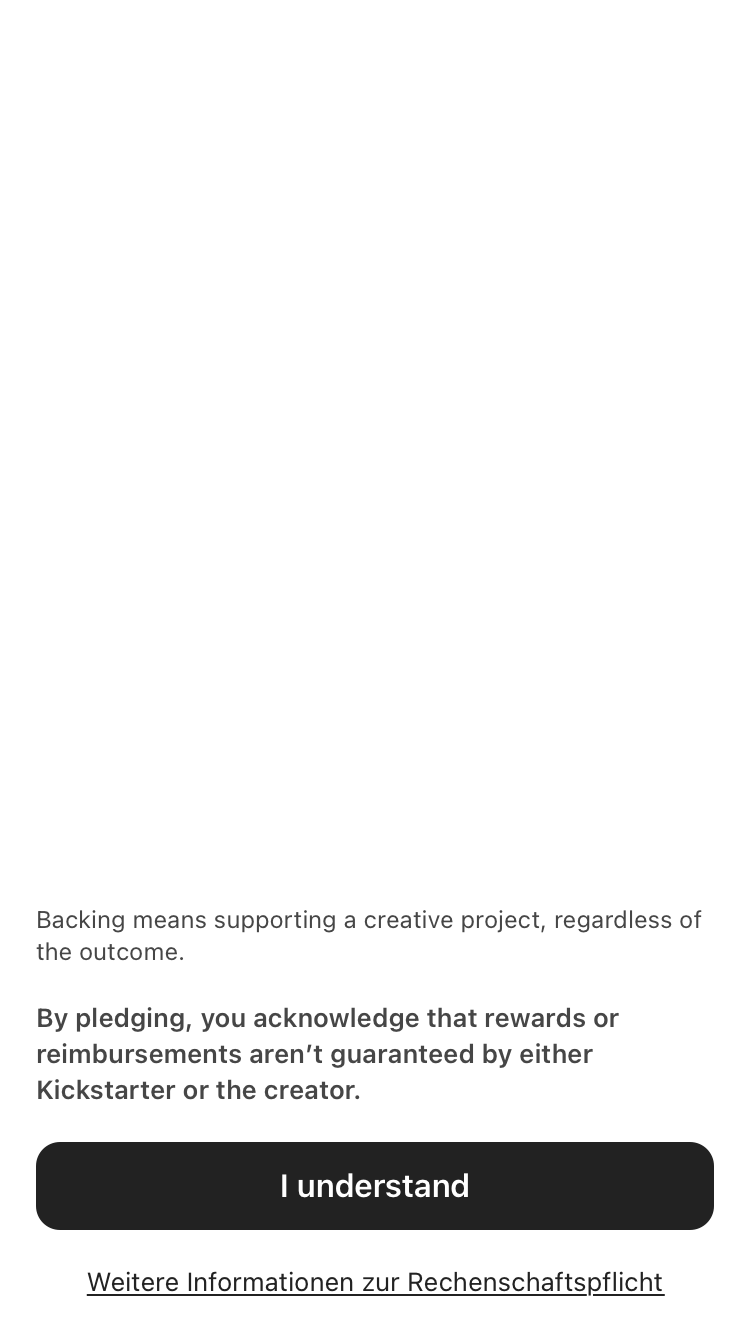 Backing means supporting a creative project, regardless of
the outcome.
By pledging, you acknowledge that rewards or
reimbursements aren’t guaranteed by either
Kickstarter or the creator.
I understand
Weitere Informationen zur Rechenschaftspflicht